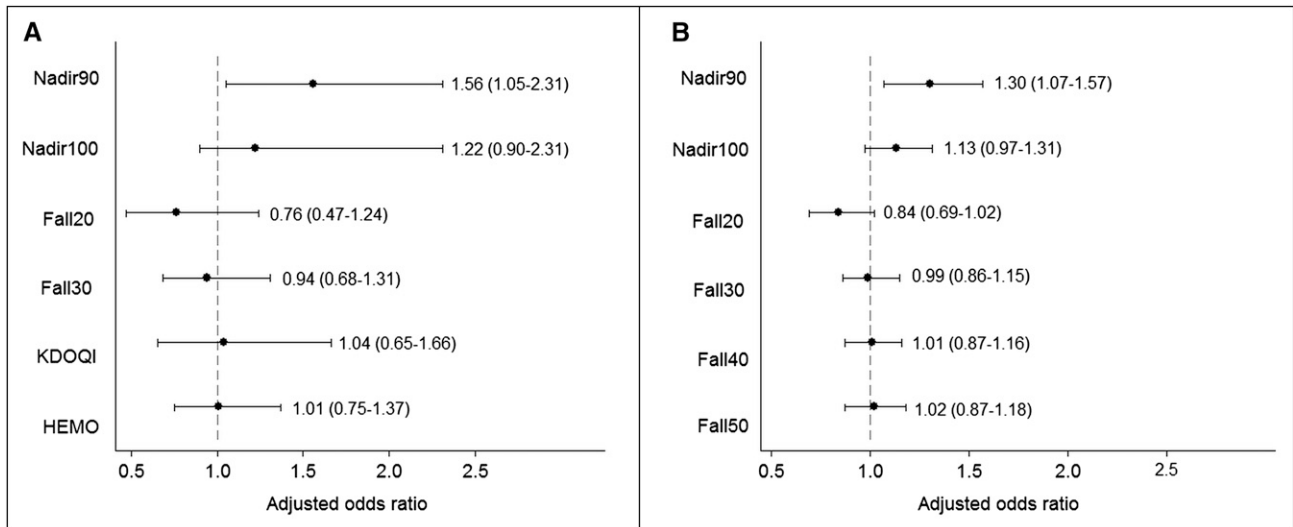 A
Nadir90 1.56 (1.05-2.31)
Nadir100 1.22 (0.90-2.31)
Fall20 0.76 (0.47-1.24)
Fall30 0.94 (0.68-1.31)
KDOQI 1.04 (0.65-1.66)
HEMO 1.01 (0.75-1.37)
0.5 1.0 1.5 2.0 2.5
Adjusted odds ratio
B
Nadir90 1.30 (1.07-1.57)
Nadir100 1.13 (0.97-1.31)
Fall20 0.84 (0.69-1.02)
Fall30 0.99 (0.86-1.15)
Fall40 1.01 (0.87-1.16)
Fall50 1.02 (0.87-1.18)
0.5 1.0 1.5 2.0 2.5
Adjusted odds ratio